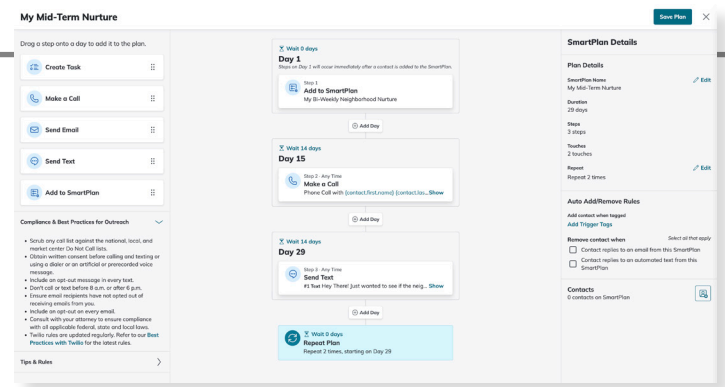 My Mid-Term Nurture
Save Plan
Drag a step onto a day to add it to the plan.
Create Task
Make a Call
Send Email
Send Text
Add to SmartPlan
Compliance & Best Practices for Outreach
• Scrub any call list against the national, local, and
market center Do Not Call lists.
• Obtain written consent before calling and texting or
using a dialer or an artificial or prerecorded voice
message.
• Include an opt-out message in every text.
• Don't call or text before 8 a.m. or after 6 p.m.
• Ensure email recipients have not opted out of
receiving emails from you.
• Include an opt-out on every email.
• Consult with your attorney to ensure compliance
with all applicable federal, state and local laws.
• Twilio rules are updated regularly. Refer to our Best
Practices with Twilio for the latest rules.
Tips & Rules
Wait 0 days
Day 1
Steps on Day 1 will occur immediately after a contact is added to the SmartPlan.
Step 1
Add to SmartPlan
My Bi-Weekly Neighborhood Nurture
Add Day
Wait 14 days
Day 15
Step 2 - Any Time
Make a Call
Phone Call with {contact.first_name} {contact.las... Show
Add Day
Wait 14 days
Day 29
Step 3 - Any Time
Send Text
#1 Text Hey There! Just wanted to see if the neig... Show
Add Day
Wait 0 days
Repeat Plan
Repeat 2 times, starting on Day 29
SmartPlan Details
Plan Details
SmartPlan Name
Edit
My Mid-Term Nurture
Duration
29 days
Steps
3 steps
Touches
2 touches
Repeat
Edit
Repeat 2 times
Auto Add/Remove Rules
Add contact when tagged
Add Trigger Tags
Remove contact when
Select all that apply
Contact replies to an email from this SmartPlan
Contact replies to an automated text from this
SmartPlan
Contacts
0 contacts on SmartPlan